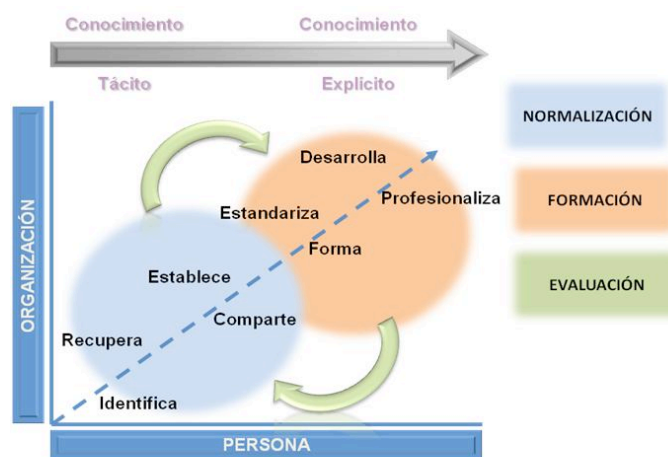 Conocimiento Conocimiento
Tácito Explícito
ORGANIZACIÓN
Desarrolla
Profesionaliza
Estandariza
Forma
Establece
Comparte
Recupera
Identifica
PERSONA
NORMALIZACIÓN
FORMACIÓN
EVALUACIÓN